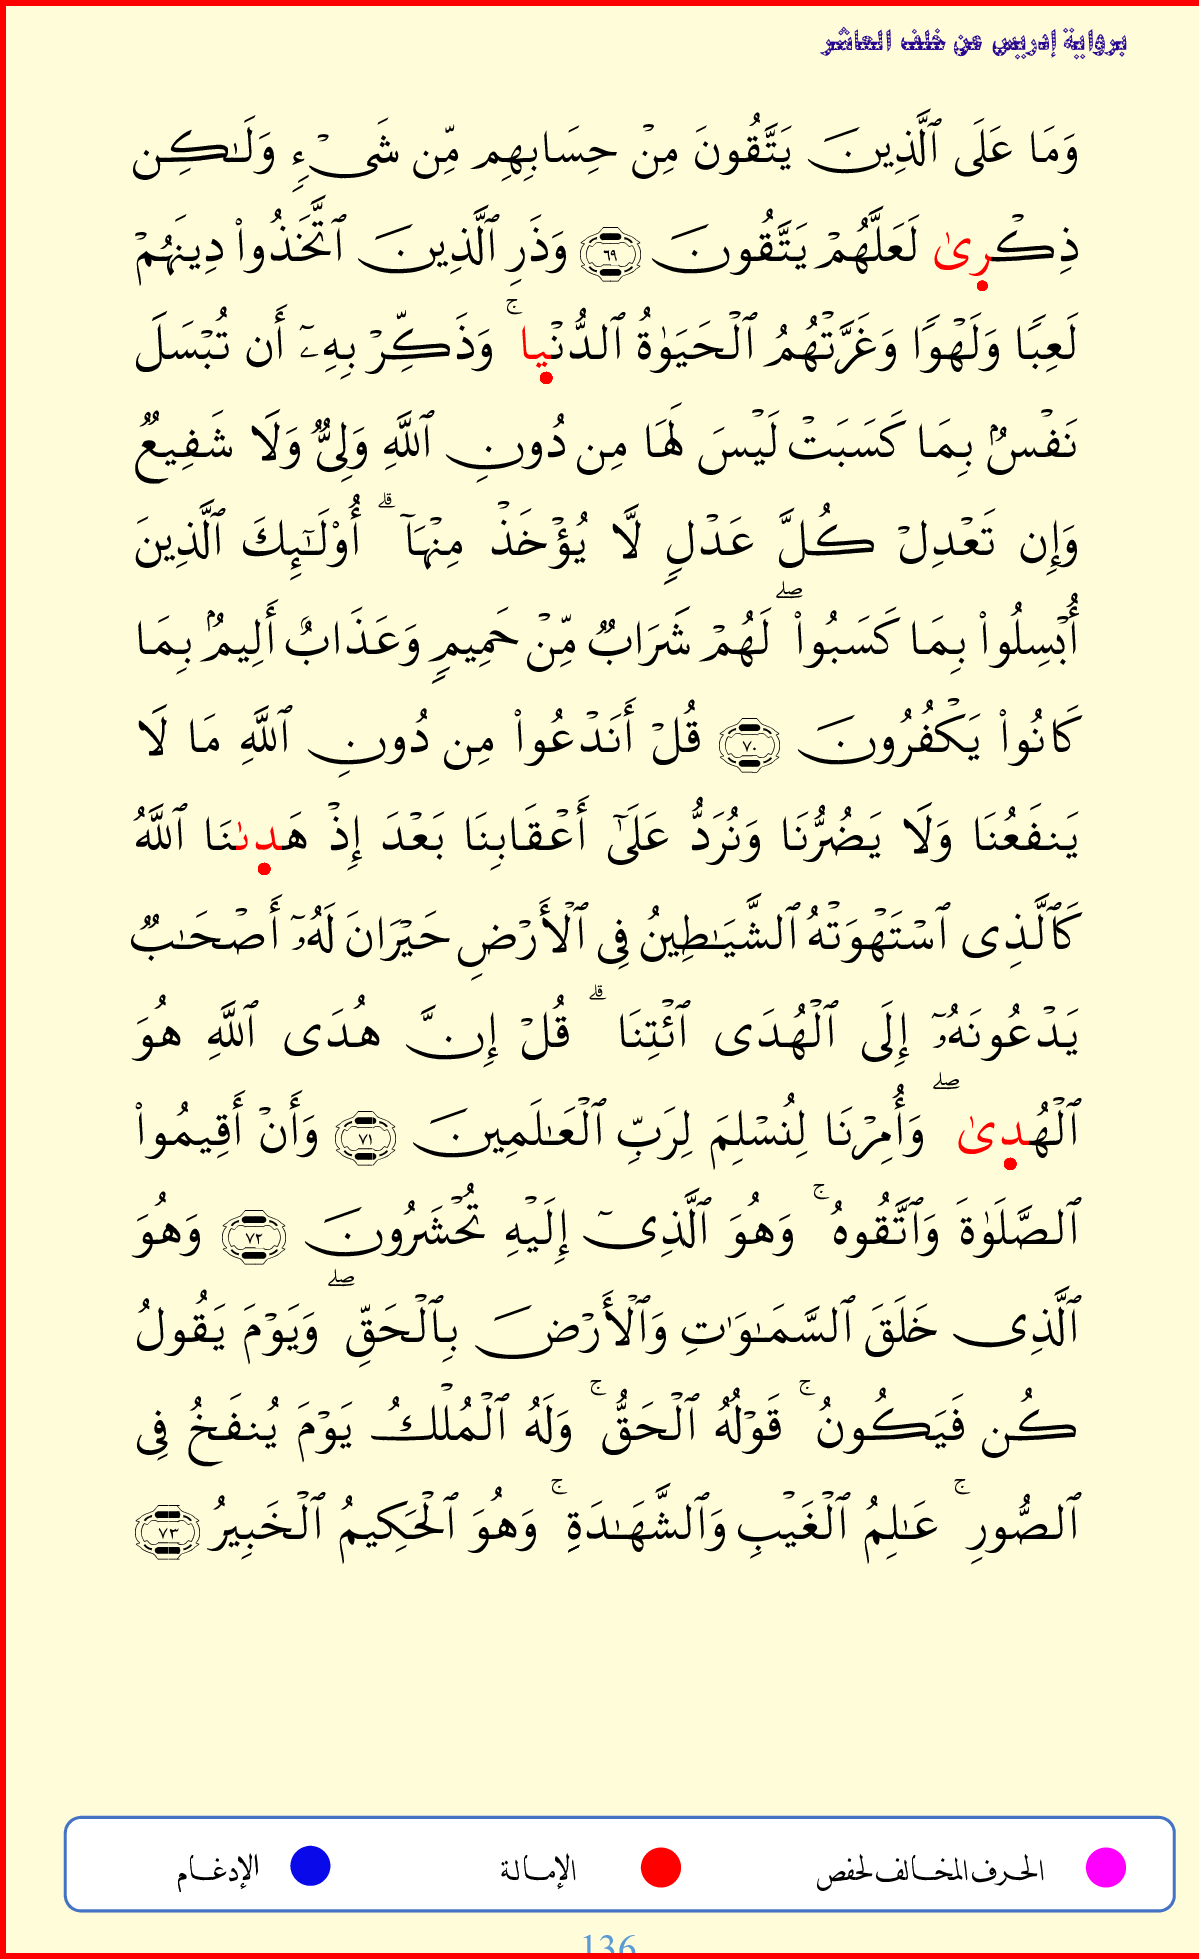 برواية إدريس عن خلف العاشر
وَمَا عَلَى ٱلَّذِينَ يَتَّقُونَ مِنۡ حِسَابِهِم مِّن شَيۡءٖ وَلَٰكِن
ذِكۡرِىٰ لَعَلَّهُمۡ يَتَّقُونَ ٦٩ وَذَرِ ٱلَّذِينَ ٱتَّخَذُواْ دِينَهُمۡ
لَعِبٗا وَلَهۡوٗا وَغَرَّتۡهُمُ ٱلۡحَيَوٰةُ ٱلدُّنۡيِا ۚ وَذَكِّرۡ بِهِۦٓ أَن تُبۡسَلَ
نَفۡسُۢ بِمَا كَسَبَتۡ لَيۡسَ لَهَا مِن دُونِ ٱللَّهِ وَلِىّٞ وَلَا شَفِيعٞ
وَإِن تَعۡدِلۡ كُلَّ عَدۡلٖ لَّا يُؤۡخَذۡ مِنۡهَآ ۗ أُوْلَٰٓئِكَ ٱلَّذِينَ
أُبۡسِلُواْ بِمَا كَسَبُواْ ۖ لَهُمۡ شَرَابٞ مِّنۡ حَمِيمٖ وَعَذَابٌ أَلِيمُۢ بِمَا
كَانُواْ يَكۡفُرُونَ ٧٠ قُلۡ أَنَدۡعُواْ مِن دُونِ ٱللَّهِ مَا لَا
يَنفَعُنَا وَلَا يَضُرُّنَا وَنُرَدُّ عَلَىٰٓ أَعۡقَابِنَا بَعۡدَ إِذۡ هَدِىٰنَا ٱللَّهُ
كَٱلَّذِى ٱسۡتَهۡوَتۡهُ ٱلشَّيَٰطِينُ فِى ٱلۡأَرۡضِ حَيۡرَانَ لَهُۥٓ أَصۡحَٰبٞ
يَدۡعُونَهُۥٓ إِلَى ٱلۡهُدَى ٱئۡتِنَا ۗ قُلۡ إِنَّ هُدَى ٱللَّهِ هُوَ
ٱلۡهُدِىٰ ۖ وَأُمِرۡنَا لِنُسۡلِمَ لِرَبِّ ٱلۡعَٰلَمِينَ ٧١ وَأَنۡ أَقِيمُواْ
ٱلصَّلَوٰةَ وَٱتَّقُوهُ ۚ وَهُوَ ٱلَّذِىٓ إِلَيۡهِ تُحۡشَرُونَ ٧٢ وَهُوَ
ٱلَّذِى خَلَقَ ٱلسَّمَٰوَٰتِ وَٱلۡأَرۡضَ بِٱلۡحَقِّ ۖ وَيَوۡمَ يَقُولُ
كُن فَيَكُونُ ۚ قَوۡلُهُ ٱلۡحَقُّ ۚ وَلَهُ ٱلۡمُلۡكُ يَوۡمَ يُنفَخُ فِى
ٱلصُّورِ ۚ عَٰلِمُ ٱلۡغَيۡبِ وَٱلشَّهَٰدَةِ ۚ وَهُوَ ٱلۡحَكِيمُ ٱلۡخَبِيرُ ٧٣
الحرف المخالف لحفص الإمالة الإدغام
136